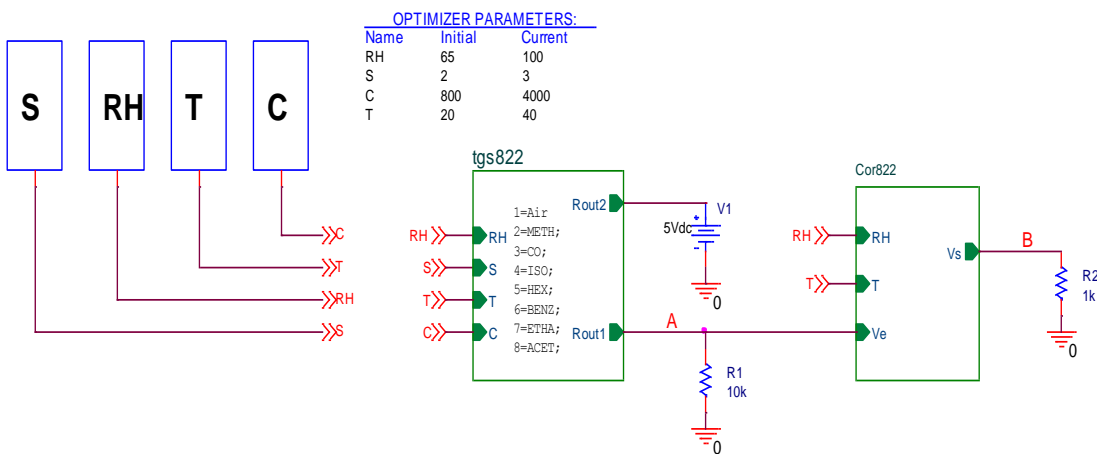 OPTIMIZER PARAMETERS:
Name Initial Current
RH 65 100
S 2 3
C 800 4000
T 20 40
S RH T C
C
T
RH
S
tgs822
RH RH
S S
T T
C C
1=Air
2=METH;
3=CO;
4=ISO;
5=HEX;
6=BENZ;
7=ETHA;
8=ACET;
Rout2
Rout1
V1
5Vdc
+
-
0
A
R1
10k
0
Cor822
RH RH
T T
Ve
Vs
B
R2
1k
0